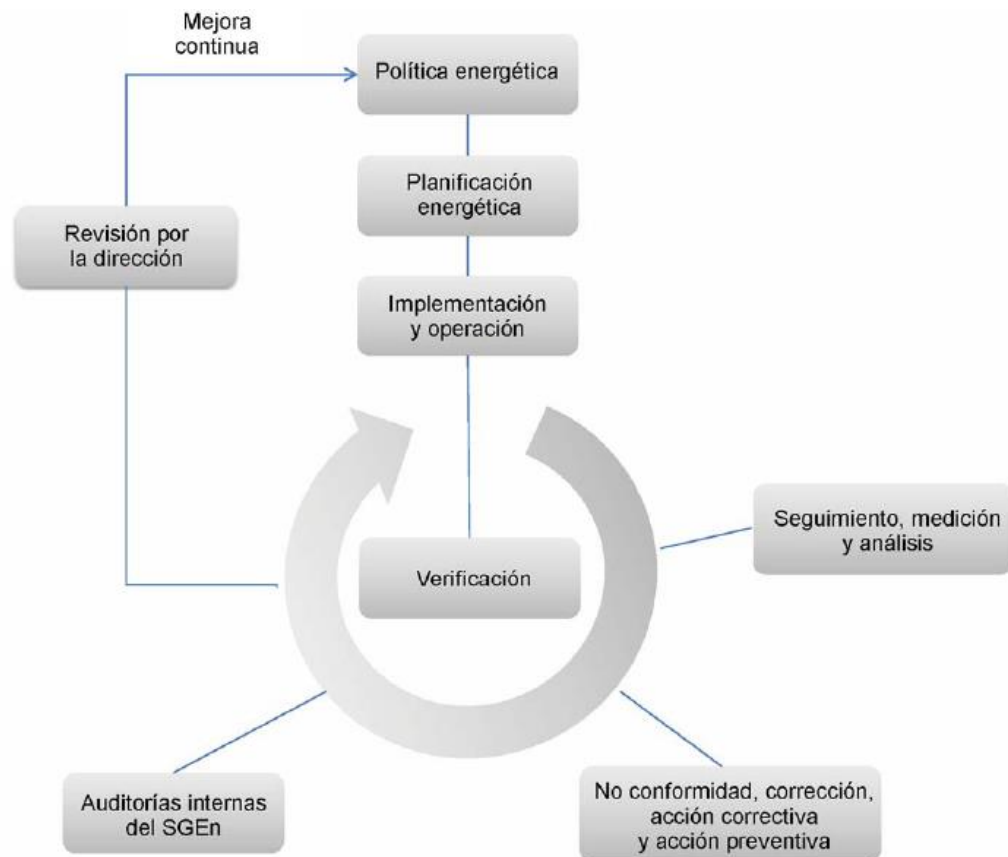 Mejora
continua
Política energética
Planificación
energética
Revisión por
la dirección
Implementación
y operación
Seguimiento, medición
y análisis
Verificación
Auditorías internas
del SGEn
No conformidad, corrección,
acción correctiva
y acción preventiva